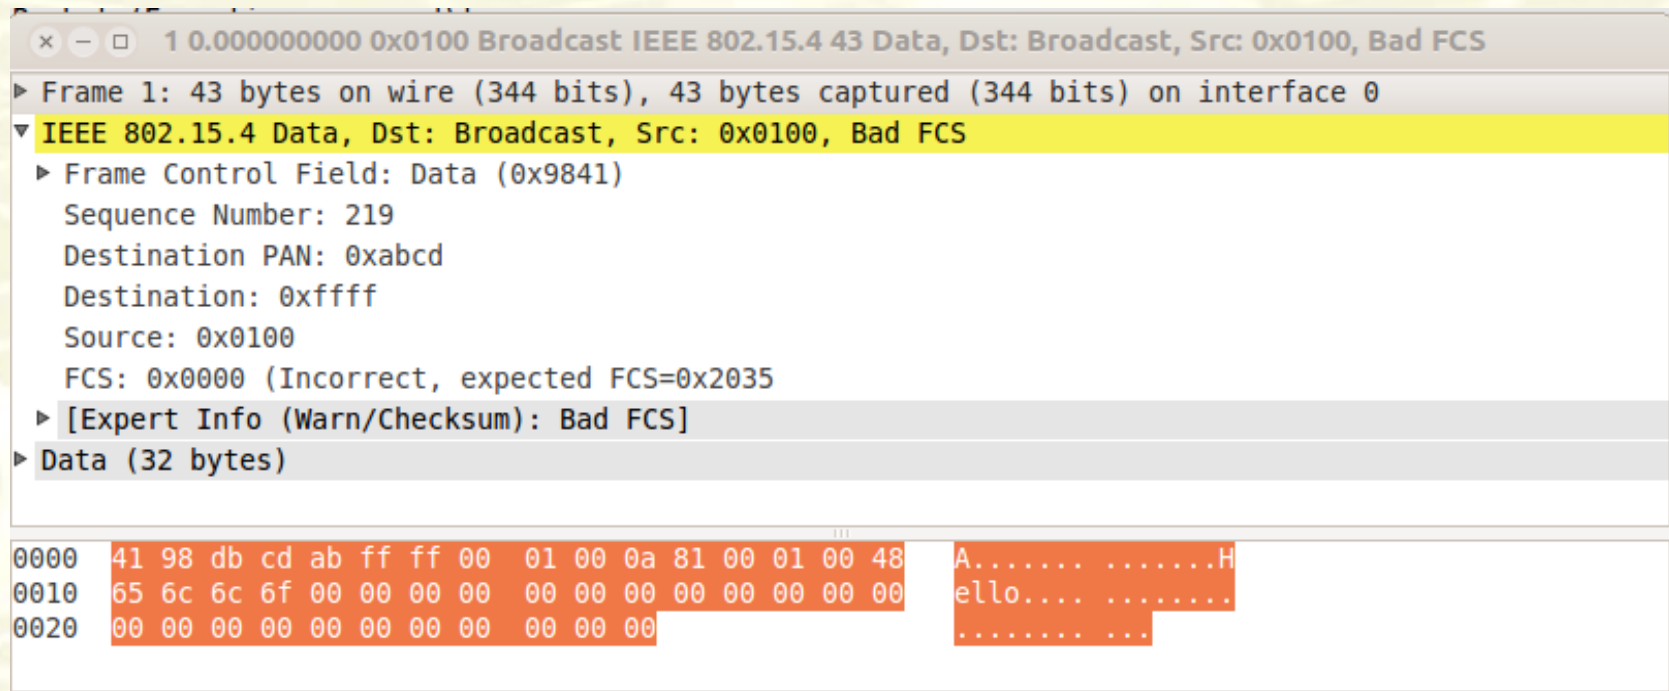 1 0.000000000 0x0100 Broadcast IEEE 802.15.4 43 Data, Dst: Broadcast, Src: 0x0100, Bad FCS
Frame 1: 43 bytes on wire (344 bits), 43 bytes captured (344 bits) on interface 0
IEEE 802.15.4 Data, Dst: Broadcast, Src: 0x0100, Bad FCS
Frame Control Field: Data (0x9841)
Sequence Number: 219
Destination PAN: 0xabcd
Destination: 0xffff
Source: 0x0100
FCS: 0x0000 (Incorrect, expected FCS=0x2035
[Expert Info (Warn/Checksum): Bad FCS]
Data (32 bytes)
0000 41 98 db cd ab ff ff 00 01 00 0a 81 00 01 00 48 A....... .......H
0010 65 6c 6c 6f 00 00 00 00 00 00 00 00 00 00 00 00 ello.... ........
0020 00 00 00 00 00 00 00 00 00 00 00 ........ ...